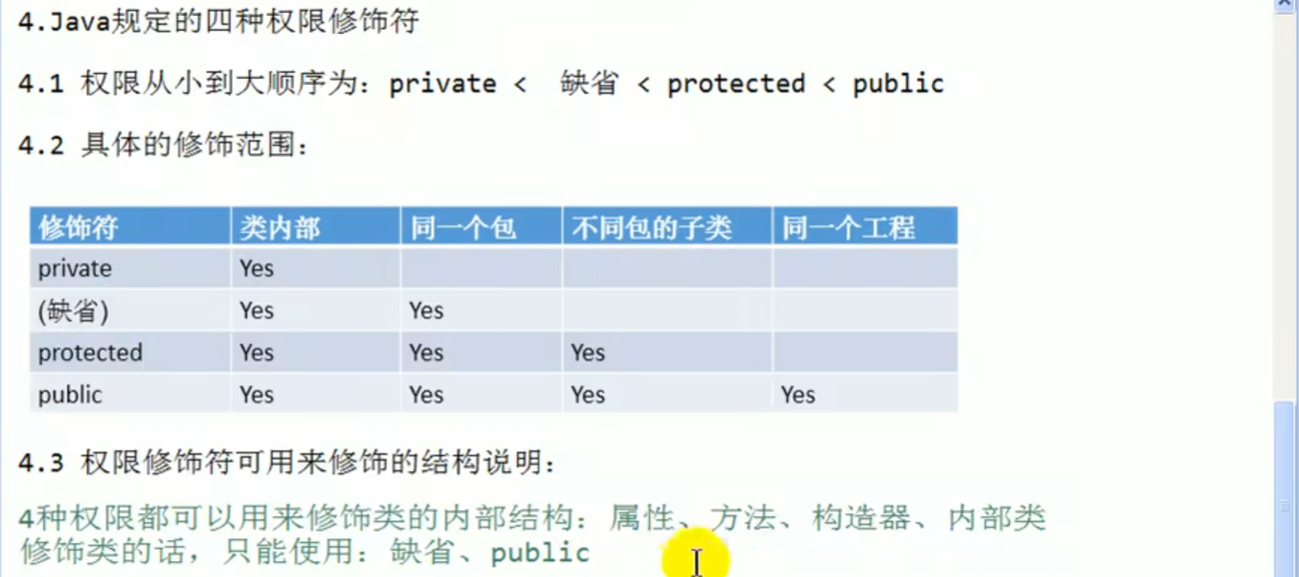 4.Java规定的四种权限修饰符
4.1 权限从小到大顺序为：private < 缺省 < protected < public
4.2 具体的修饰范围：
修饰符 类内部 同一个包 不同包的子类 同一个工程
private Yes
(缺省) Yes Yes
protected Yes Yes Yes
public Yes Yes Yes Yes
4.3 权限修饰符可用来修饰的结构说明：
4种权限都可以用来修饰类的内部结构：属性、方法、构造器、内部类
修饰类的话，只能使用：缺省、public